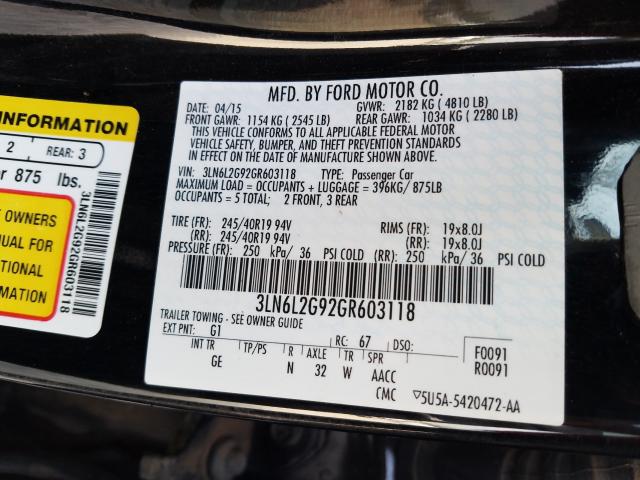 INFORMATION
2
REAR: 3
875 lbs.
OWNERS
FOR
3LN6L2G92GR603118
MFD. BY FORD MOTOR CO.
DATE: 04/15 GVWR: 2182 KG ( 4810 LB)
FRONT GAWR: 1154 KG ( 2545 LB) REAR GAWR: 1034 KG ( 2280 LB)
THIS VEHICLE CONFORMS TO ALL APPLICABLE FEDERAL MOTOR
VEHICLE SAFETY, BUMPER, AND THEFT PREVENTION STANDARDS
IN EFFECT ON THE DATE OF MANUFACTURE SHOWN ABOVE.
VIN: 3LN6L2G92GR603118 TYPE: Passenger Car
MAXIMUM LOAD = OCCUPANTS + LUGGAGE = 396KG/ 875LB
OCCUPANTS = 5 TOTAL; 2 FRONT, 3 REAR
TIRE (FR): 245/40R19 94V RIMS (FR): 19x8.0J
(RR): 245/40R19 94V (RR): 19x8.0J
PRESSURE (FR): 250 kPa/ 36 PSI COLD (RR): 250 kPa/ 36 PSI COLD
3LN6L2G92GR603118
TRAILER TOWING - SEE OWNER GUIDE
EXT PNT: G1 RC: 67 DSO:
INT TR TP/PS R AXLE TR SPR
GE N 32 W AACC
CMC
F0091
R0091
▽5U5A-5420472-AA